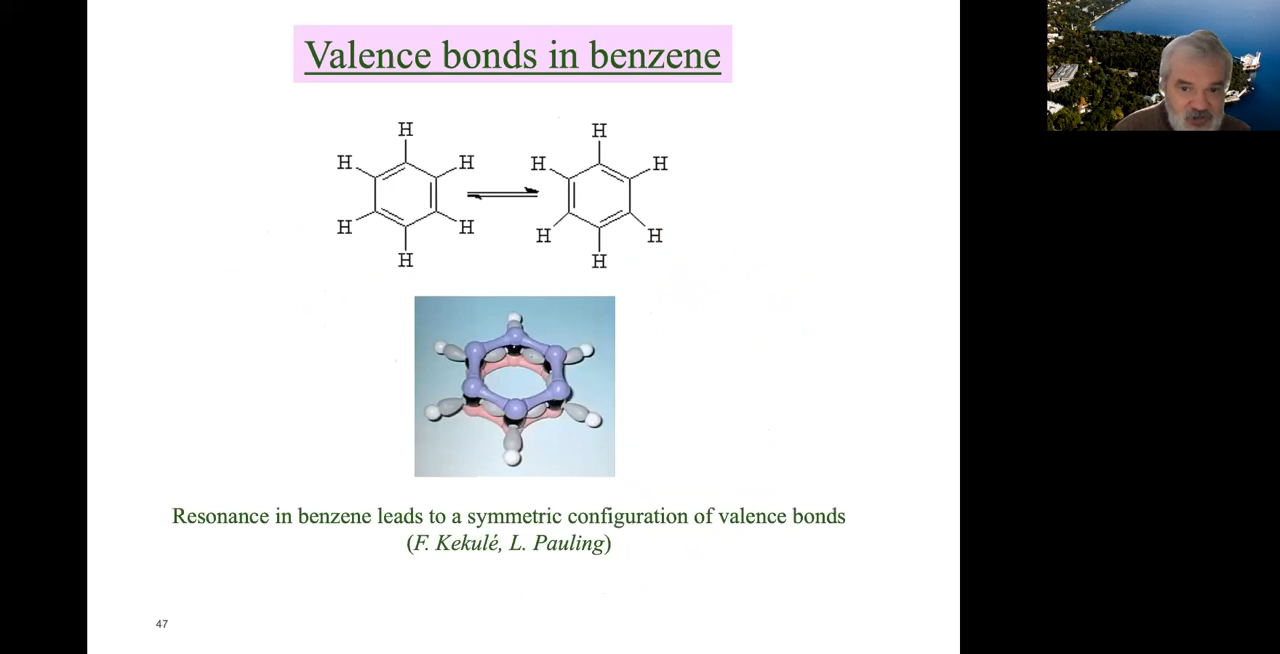 Valence bonds in benzene
H H
H H H H
H H
H H H H
H H
Resonance in benzene leads to a symmetric configuration of valence bonds
(F. Kekulé, L. Pauling)
47